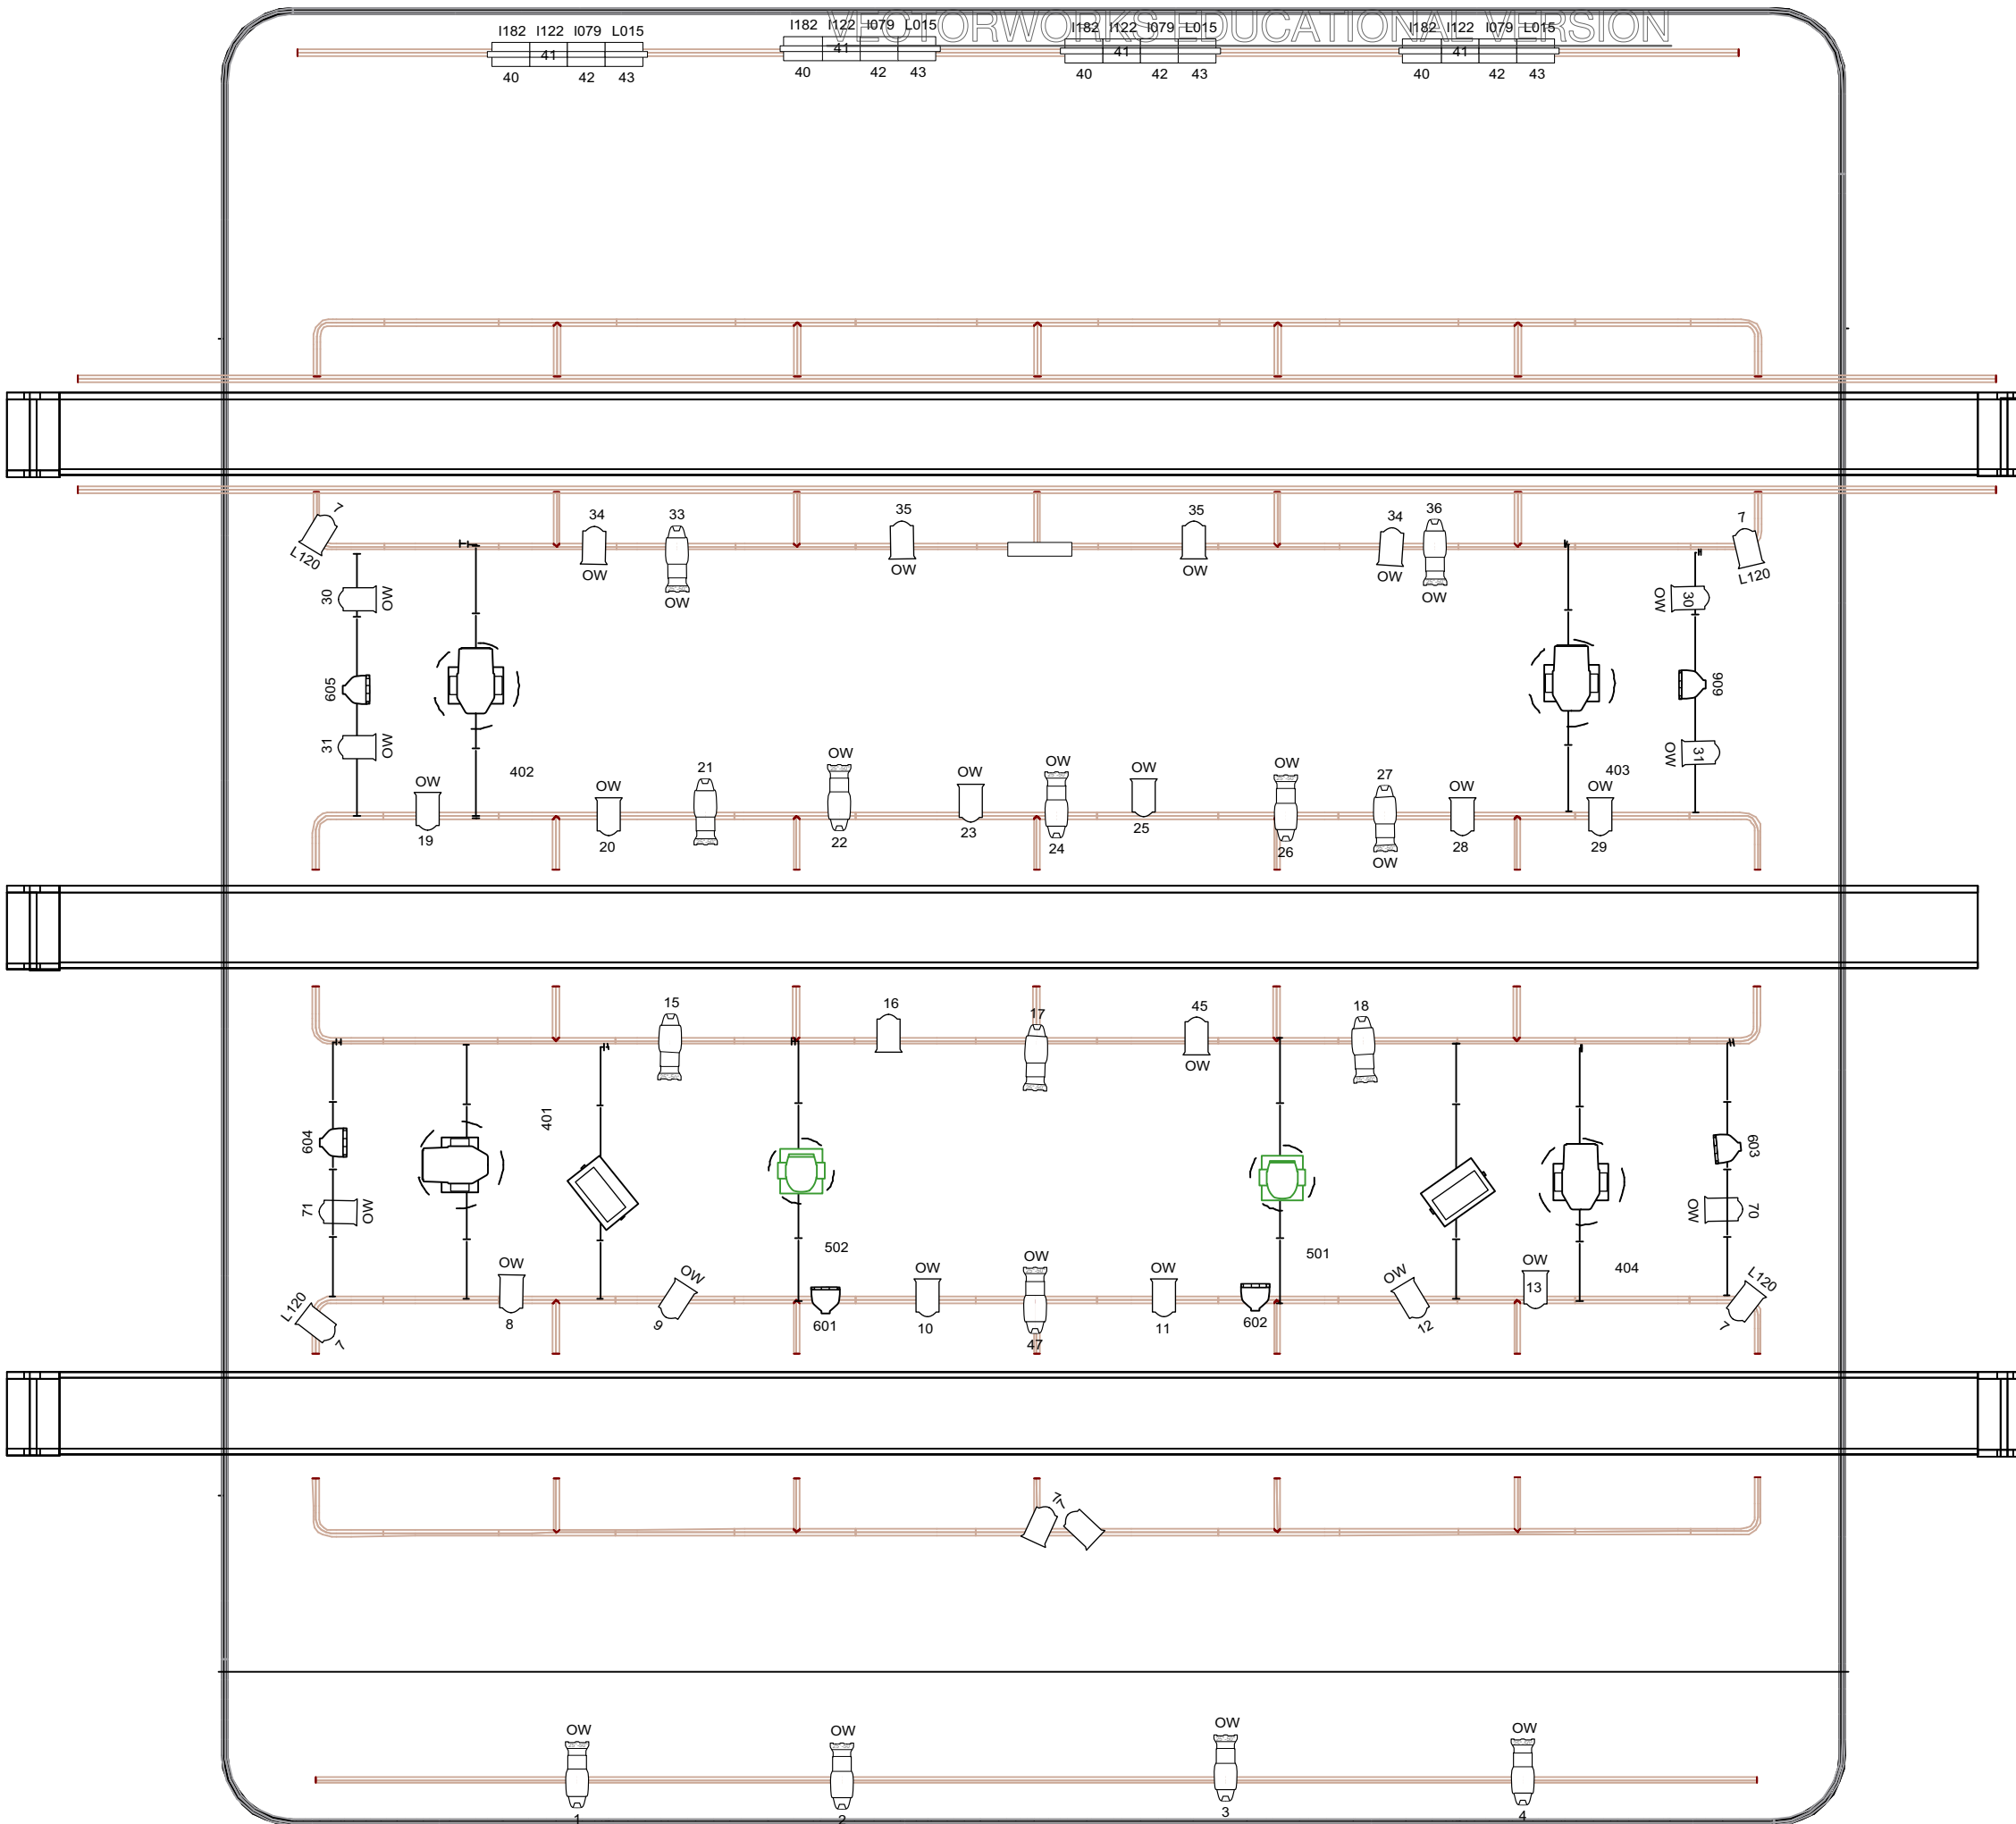 VECTORWORKS EDUCATIONAL VERSION
I182 I122 I079 L015
41
40 42 43
I182 I122 I079 L015
41
40 42 43
I182 I122 I079 L015
41
40 42 43
I182 I122 I079 L015
41
40 42 43
7
L120
34
OW
33
OW
35
OW
35
OW
34
OW
36
OW
7
L120
30
OW
OW
30
605
606
31
OW
OW
31
402
403
OW
19
OW
20
21
OW
22
OW
23
OW
24
OW
25
OW
26
27
OW
OW
28
OW
29
15
16
17
45
OW
18
401
604
603
71
OW
OW
70
502
501
404
L120
7
OW
8
OW
9
601
OW
10
OW
47
OW
11
602
OW
12
OW
13
L120
7
7
7
OW
1
OW
2
OW
3
OW
4